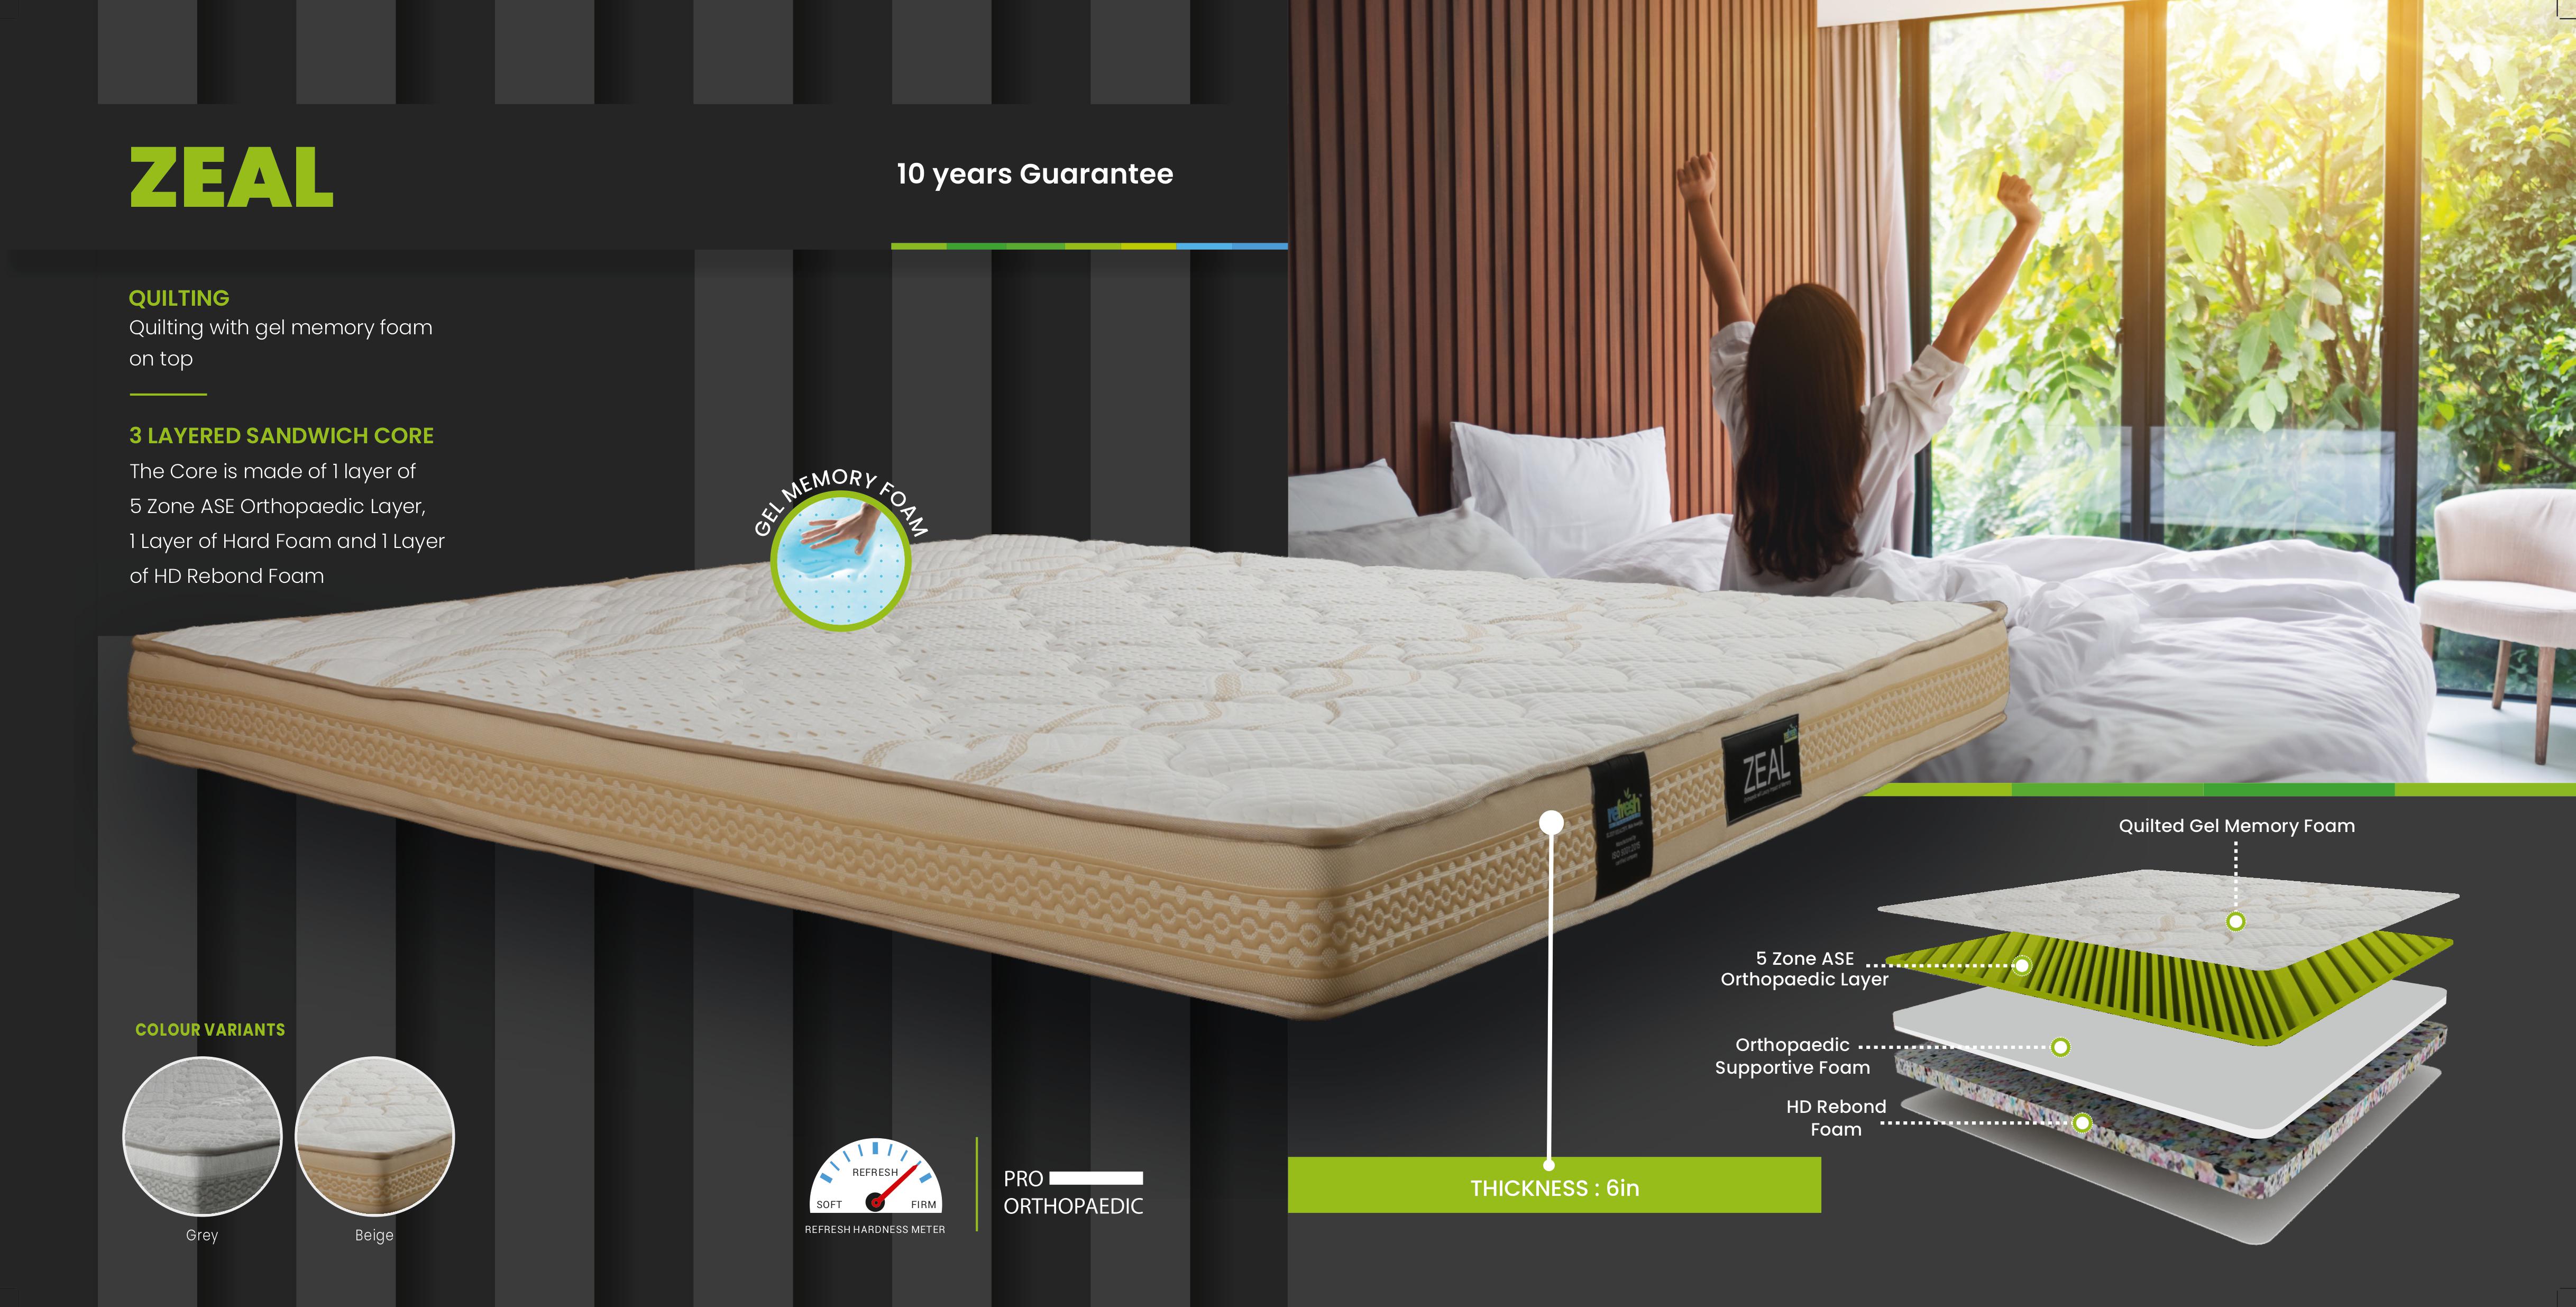 ZEAL
10 years Guarantee
QUILTING
Quilting with gel memory foam
on top
3 LAYERED SANDWICH CORE
The Core is made of 1 layer of
5 Zone ASE Orthopaedic Layer,
1 Layer of Hard Foam and 1 Layer
of HD Rebond Foam
GEL MEMORY FOAM
refresh
ZEAL
Quilted Gel Memory Foam
5 Zone ASE
Orthopaedic Layer
Orthopaedic
Supportive Foam
HD Rebond
Foam
COLOUR VARIANTS
Grey
Beige
REFRESH
SOFT
FIRM
REFRESH HARDNESS METER
PRO
ORTHOPAEDIC
THICKNESS : 6in